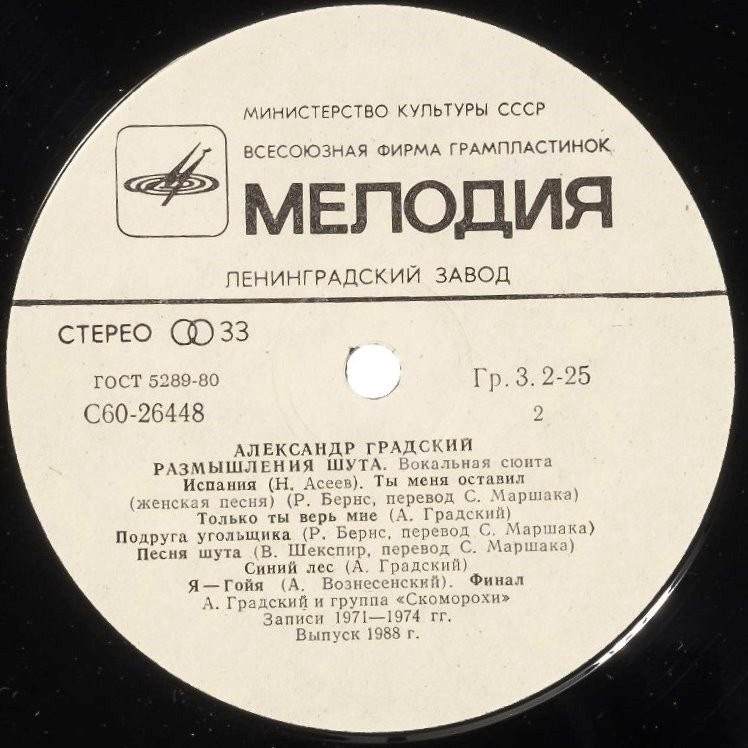 МИНИСТЕРСТВО КУЛЬТУРЫ СССР
ВСЕСОЮЗНАЯ ФИРМА ГРАМПЛАСТИНОК
МЕЛОДИЯ
ЛЕНИНГРАДСКИЙ ЗАВОД
СТЕРЕО 33
ГОСТ 5289-80
Гр. 3. 2-25
С60-26448
2
АЛЕКСАНДР ГРАДСКИЙ
РАЗМЫШЛЕНИЯ ШУТА. Вокальная сюита
Испания (Н. Асеев). Ты меня оставил
(женская песня) (Р. Бернс, перевод С. Маршака)
Только ты верь мне (А. Градский)
Подруга угольщика (Р. Бернс, перевод С. Маршака)
Песня шута (В. Шекспир, перевод С. Маршака)
Синий лес (А. Градский)
Я — Гойя (А. Вознесенский). Финал
А. Градский и группа «Скоморохи»
Записи 1971—1974 гг.
Выпуск 1988 г.